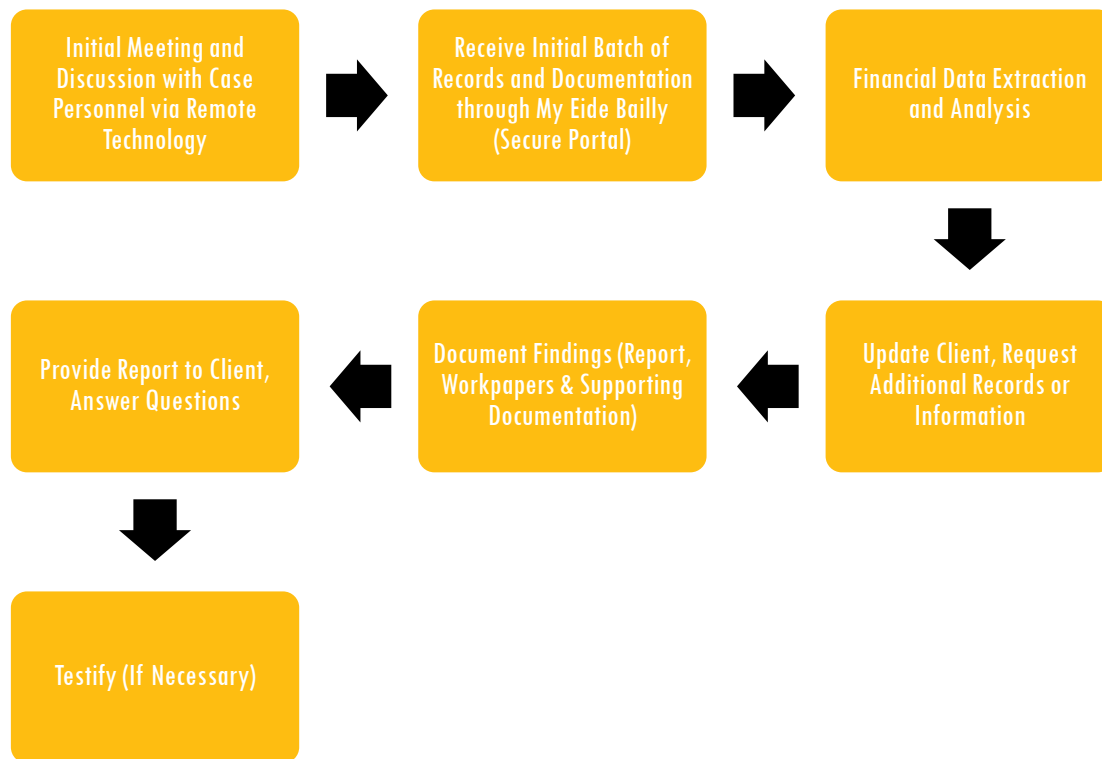 Initial Meeting and
Discussion with Case
Personnel via Remote
Technology
Receive Initial Batch of
Records and Documentation
through My Eide Bailly
(Secure Portal)
Financial Data Extraction
and Analysis
Update Client, Request
Additional Records or
Information
Document Findings (Report,
Workpapers & Supporting
Documentation)
Provide Report to Client,
Answer Questions
Testify (If Necessary)